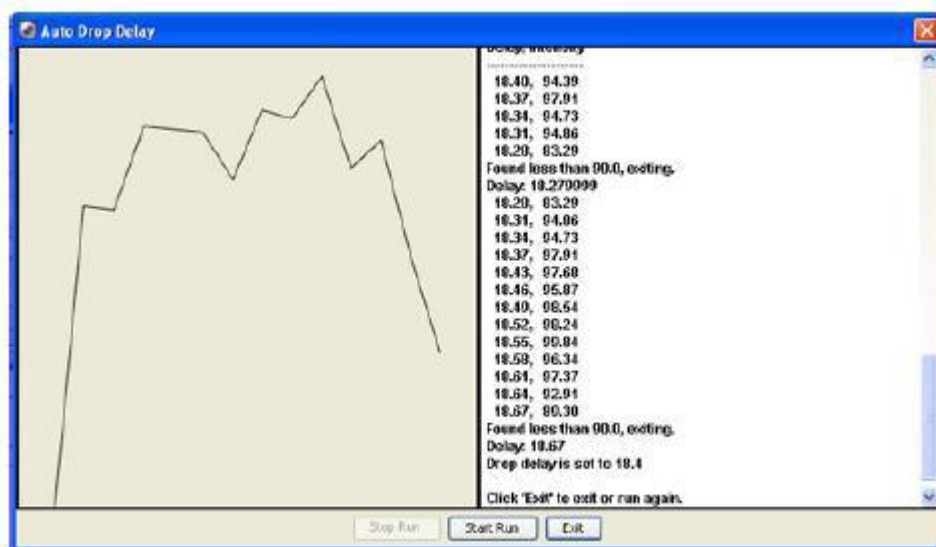 Auto Drop Delay
Delay, Intensity
--------------------
18.40, 94.39
18.37, 97.91
18.34, 94.73
18.31, 94.86
18.28, 83.29
Found less than 90.0, exiting.
Delay: 18.270999
18.28, 83.29
18.31, 94.86
18.34, 94.73
18.37, 97.91
18.43, 97.68
18.46, 95.87
18.49, 98.54
18.52, 98.24
18.55, 99.84
18.58, 96.34
18.61, 97.37
18.64, 92.91
18.67, 89.30
Found less than 90.0, exiting.
Delay: 18.67
Drop delay is set to 18.4
Click "Exit" to exit or run again.
Stop Run
Start Run
Exit